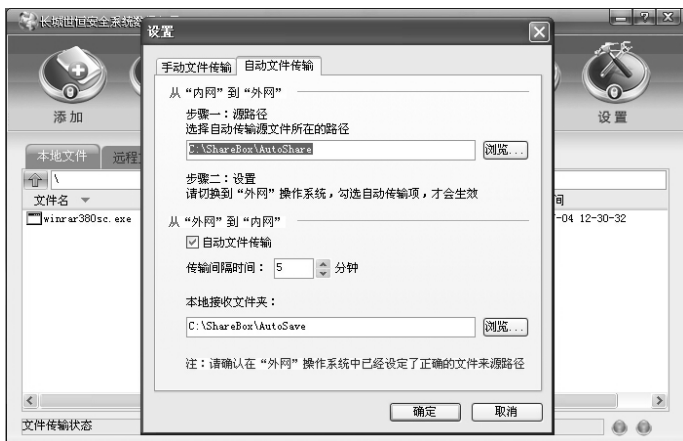 长城世恒安全系统数
设置
手动文件传输 自动文件传输
从“内网”到“外网”
步骤一：源路径
选择自动传输源文件所在的路径
C:\ShareBox\AutoShare
浏览...
步骤二：设置
请切换到“外网”操作系统，勾选自动传输项，才会生效
从“外网”到“内网”
自动文件传输
传输间隔时间： 5 分钟
本地接收文件夹：
C:\ShareBox\AutoSave
浏览...
注：请确认在“外网”操作系统中已经设定了正确的文件来源路径
确定 取消
添加
设置
本地文件 远程
\
文件名
间
winrar380sc.exe
-04 12-30-32
文件传输状态